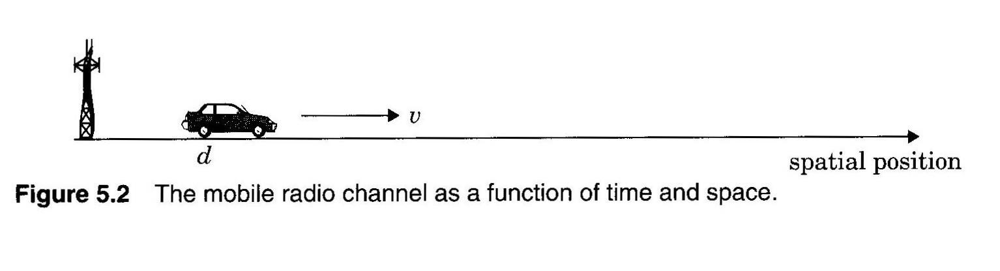 v
d
spatial position
Figure 5.2 The mobile radio channel as a function of time and space.